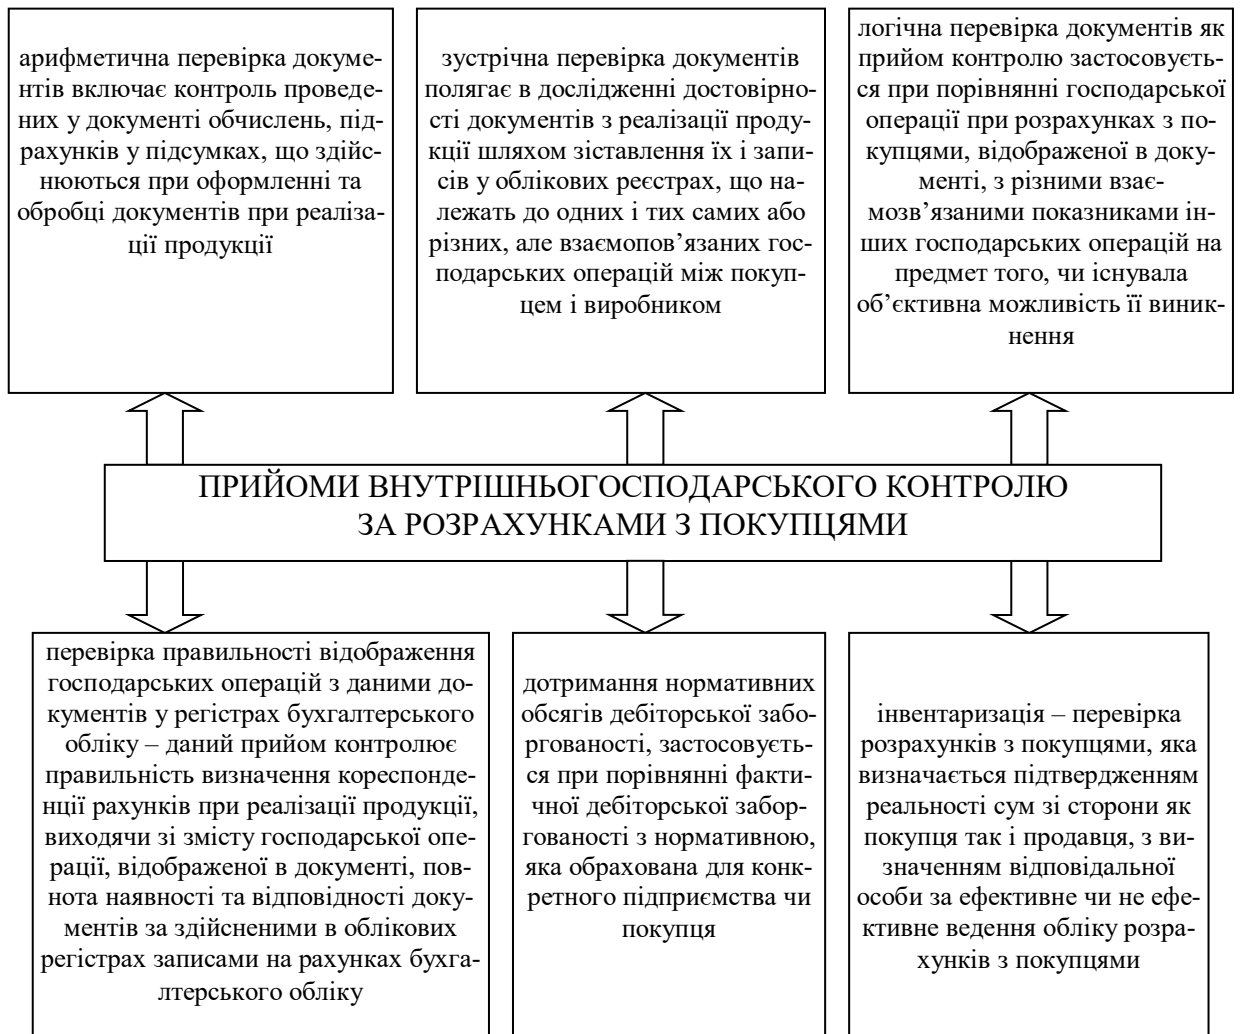 арифметична перевірка докуме-
нтів включає контроль проведе-
них у документі обчислень, під-
рахунків у підсумках, що здійс-
нюються при оформленні та
обробці документів при реаліза-
ції продукції
зустрічна перевірка документів
полягає в дослідженні достовірно-
сті документів з реалізації проду-
кції шляхом зіставлення їх і запи-
сів у облікових реєстрах, що на-
лежать до одних і тих самих або
різних, але взаємопов’язаних гос-
подарських операцій між покуп-
цем і виробником
логічна перевірка документів як
прийом контролю застосовуєть-
ся при порівнянні господарської
операції при розрахунках з по-
купцями, відображеної в доку-
менті, з різними взає-
мозв’язаними показниками ін-
ших господарських операцій на
предмет того, чи існувала
об’єктивна можливість її виник-
нення
ПРИЙОМИ ВНУТРІШНЬОГОСПОДАРСЬКОГО КОНТРОЛЮ
ЗА РОЗРАХУНКАМИ З ПОКУПЦЯМИ
перевірка правильності відображення
господарських операцій з даними до-
кументів у регістрах бухгалтерського
обліку – даний прийом контролює
правильність визначення кореспонде-
нції рахунків при реалізації продукції,
виходячи зі змісту господарської опе-
рації, відображеної в документі, пов-
нота наявності та відповідності доку-
ментів за здійсненими в облікових
регістрах записами на рахунках бухга-
лтерського обліку
дотримання нормативних
обсягів дебіторської забо-
ргованості, застосовуєть-
ся при порівнянні факти-
чної дебіторської забор-
гованості з нормативною,
яка обрахована для конк-
ретного підприємства чи
покупця
інвентаризація – перевірка
розрахунків з покупцями, яка
визначається підтвердженням
реальності сум зі сторони як
покупця так і продавця, з ви-
значенням відповідальної
особи за ефективне чи не ефе-
ктивне ведення обліку розра-
хунків з покупцями